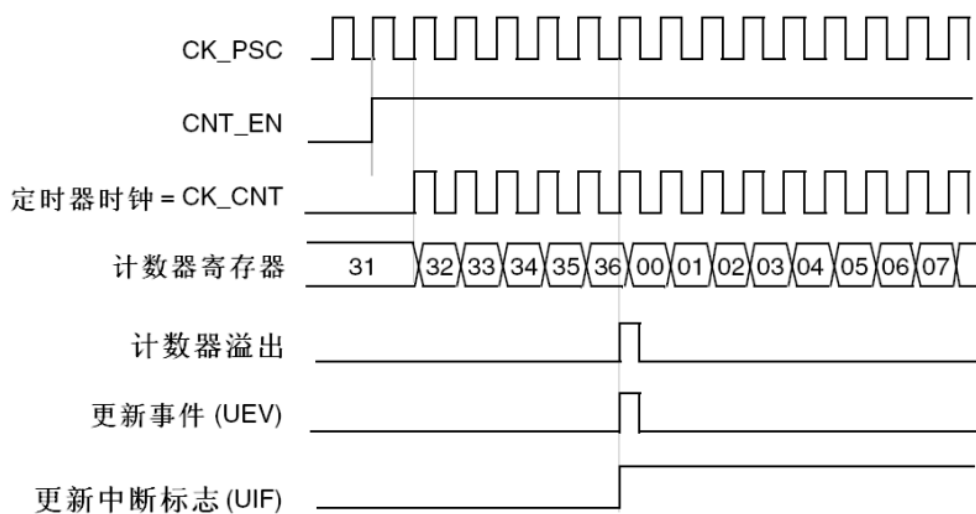 CK_PSC
CNT_EN
定时器时钟 = CK_CNT
计数器寄存器 31 32 33 34 35 36 00 01 02 03 04 05 06 07
计数器溢出
更新事件 (UEV)
更新中断标志 (UIF)